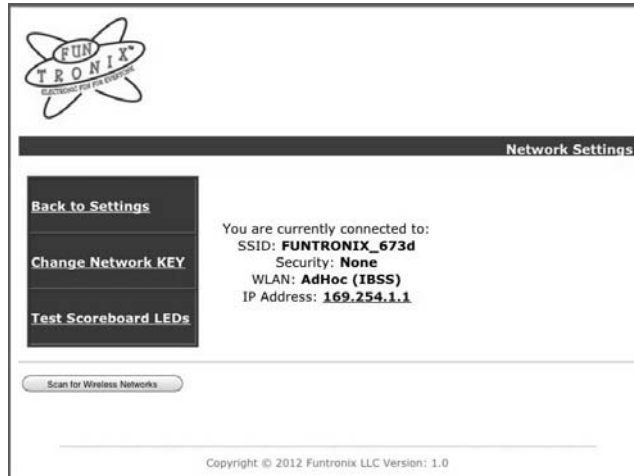 FUN
TRONIX™
ELECTRONIC FUN FOR EVERYONE
Network Settings
Back to Settings
Change Network KEY
Test Scoreboard LEDs
You are currently connected to:
SSID: FUNTRONIX_673d
Security: None
WLAN: AdHoc (IBSS)
IP Address: 169.254.1.1
Scan for Wireless Networks
Copyright © 2012 Funtronix LLC Version: 1.0